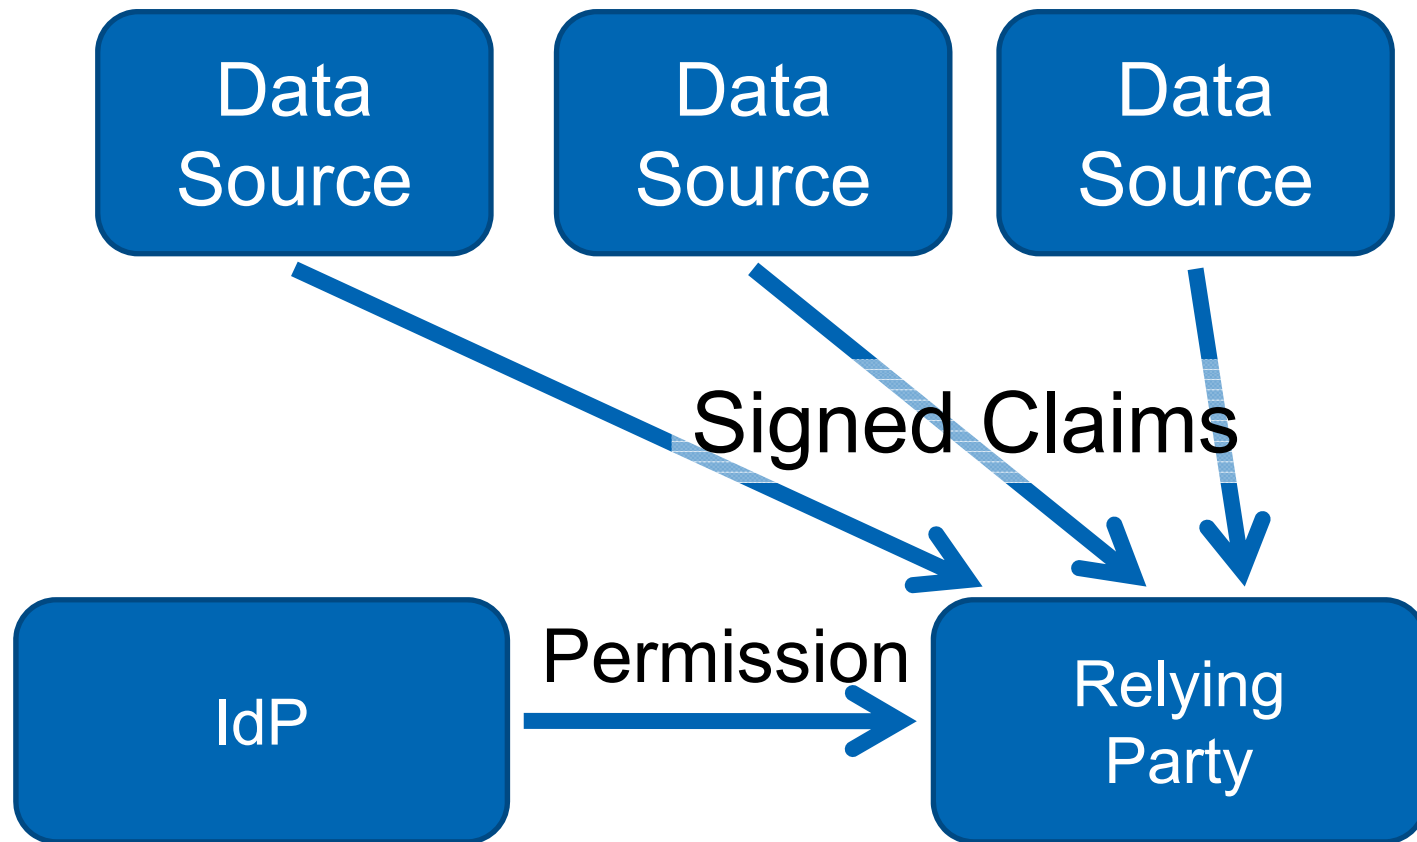 Data
Source
Data
Source
Data
Source
Signed Claims
Permission
IdP
Relying
Party